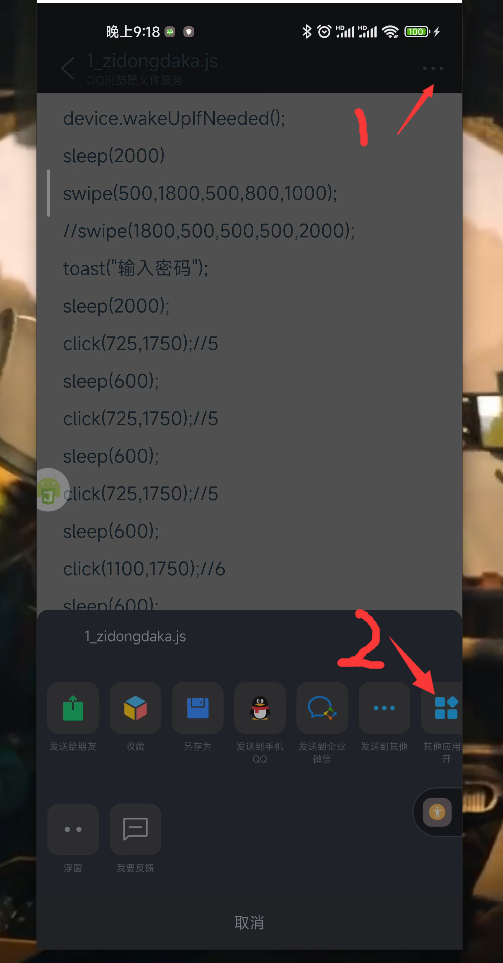 晚上9:18
HD
HD
100
1_zidongdaka.js
QQ浏览器文件服务
1
device.wakeUpIfNeeded();
sleep(2000)
swipe(500,1800,500,800,1000);
//swipe(1800,500,500,500,2000);
toast("输入密码");
sleep(2000);
click(725,1750);//5
sleep(600);
click(725,1750);//5
sleep(600);
click(725,1750);//5
sleep(600);
click(1100,1750);//6
sleep(600);
1_zidongdaka.js
2
发送给朋友
收藏
另存为
发送到手机QQ
发送到企业微信
发送到其他
其他应用
开
浮窗
我要反馈
取消